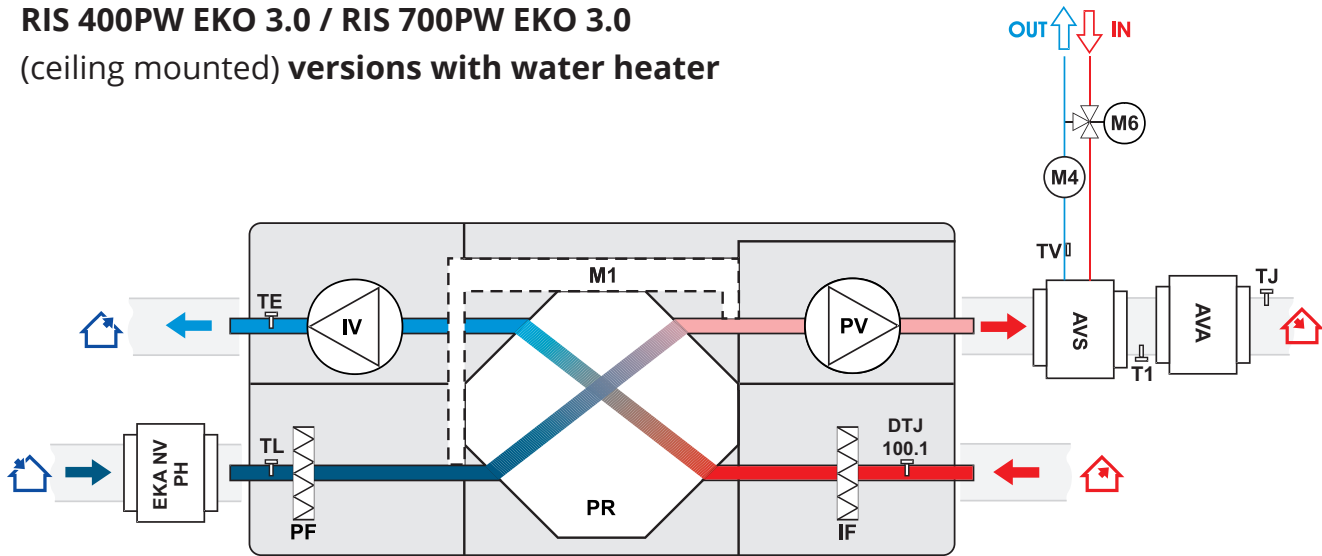 RIS 400PW EKO 3.0 / RIS 700PW EKO 3.0
(ceiling mounted) versions with water heater
OUT IN
M6
M4
TV
M1
TE
IV
PV
AVS
AVA
TJ
T1
TL
DTJ
100.1
EKA NV
PH
PF
PR
IF